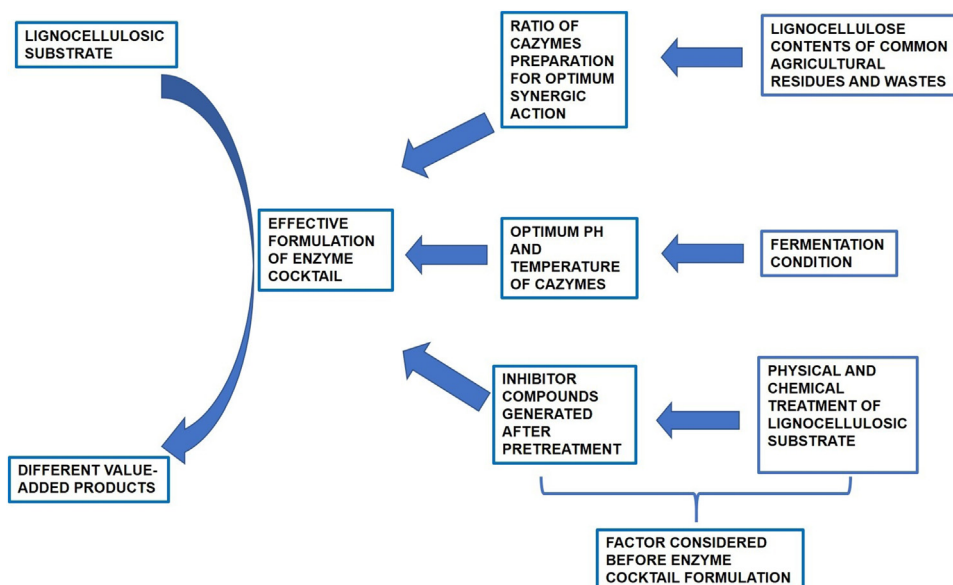 LIGNOCELLULOSIC
SUBSTRATE
RATIO OF
CAZYMES
PREPARATION
FOR OPTIMUM
SYNERGIC
ACTION
LIGNOCELLULOSE
CONTENTS OF COMMON
AGRICULTURAL
RESIDUES AND WASTES
EFFECTIVE
FORMULATION
OF ENZYME
COCKTAIL
OPTIMUM PH
AND
TEMPERATURE
OF CAZYMES
FERMENTATION
CONDITION
INHIBITOR
COMPOUNDS
GENERATED
AFTER
PRETREATMENT
PHYSICAL AND
CHEMICAL
TREATMENT OF
LIGNOCELLULOSIC
SUBSTRATE
DIFFERENT VALUE-
ADDED PRODUCTS
FACTOR CONSIDERED
BEFORE ENZYME
COCKTAIL FORMULATION